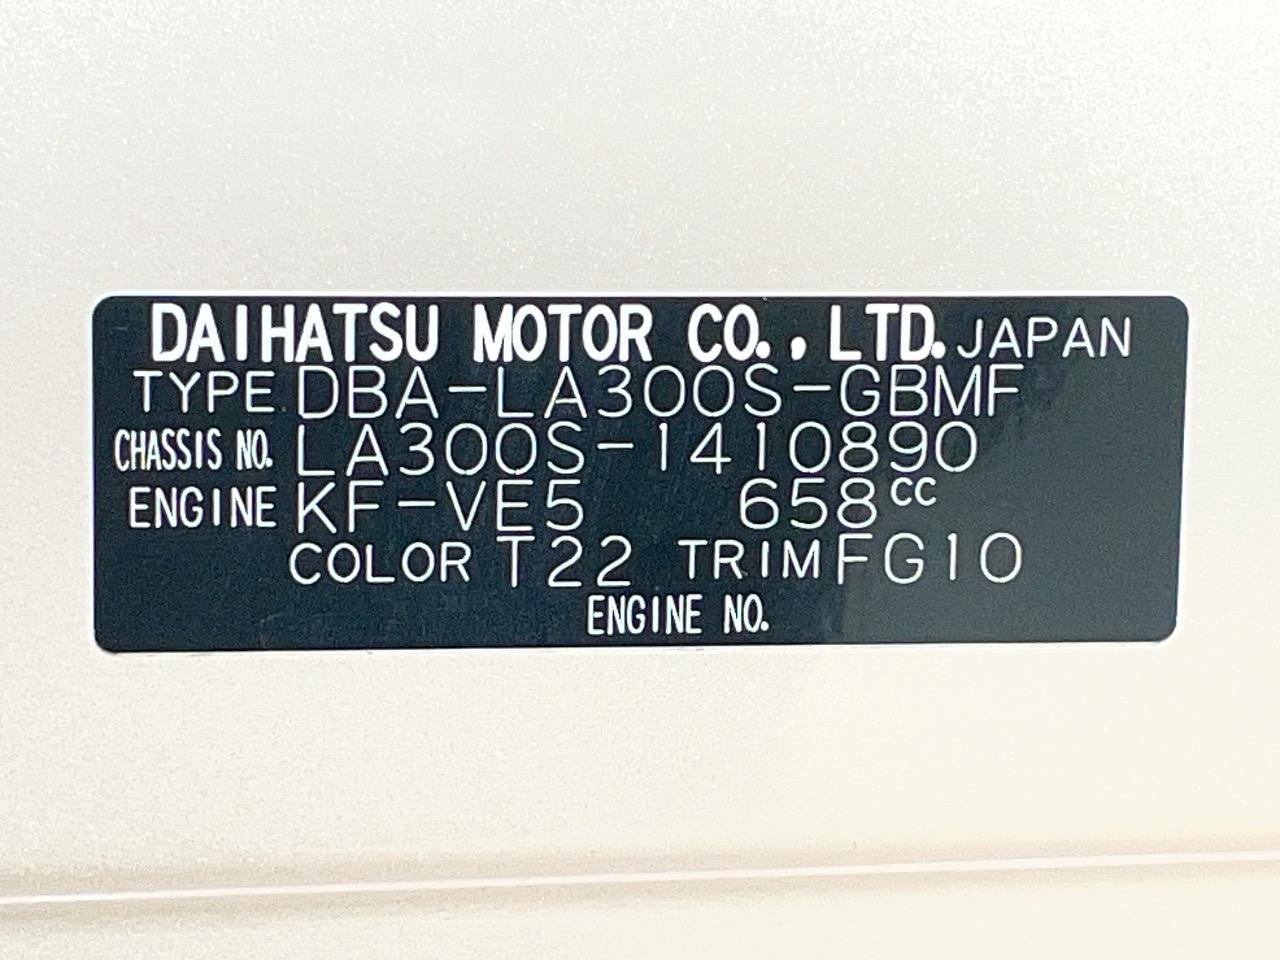 DAIHATSU MOTOR CO., LTD. JAPAN
TYPE DBA-LA300S-GBMF
CHASSIS NO. LA300S-1410890
ENGINE KF-VE5 658cc
COLOR T22 TRIM FG10
ENGINE NO.